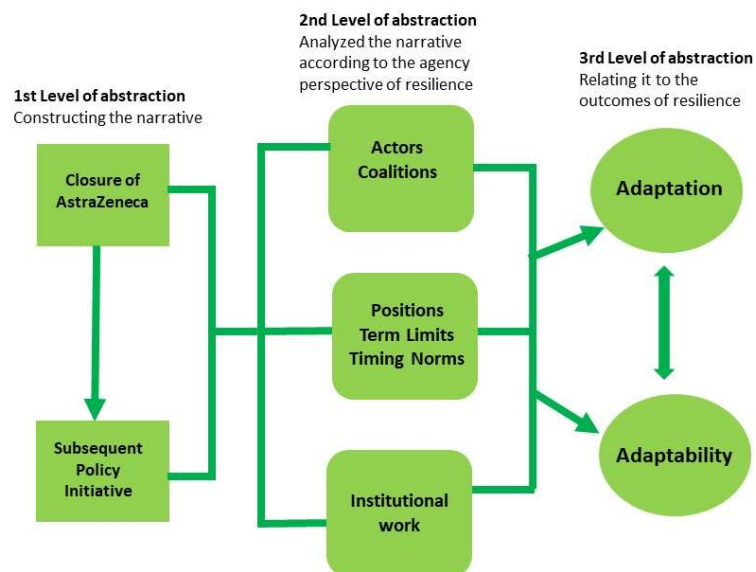 1st Level of abstraction
Constructing the narrative
Closure of
AstraZeneca
Subsequent
Policy
Initiative
2nd Level of abstraction
Analyzed the narrative
according to the agency
perspective of resilience
Actors
Coalitions
Positions
Term Limits
Timing Norms
Institutional
work
3rd Level of abstraction
Relating it to the
outcomes of resilience
Adaptation
Adaptability